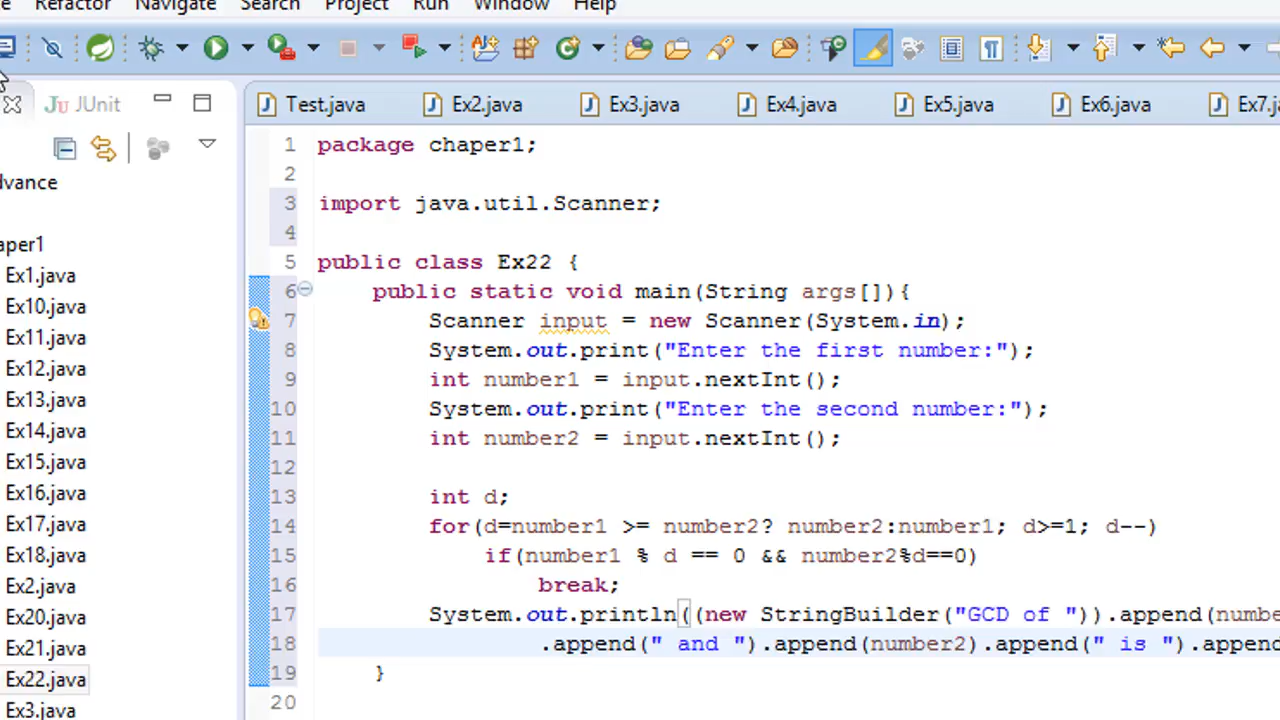 Refactor Navigate Search Project Run Window Help
JUnit
Test.java Ex2.java Ex3.java Ex4.java Ex5.java Ex6.java
Ex1.java
Ex10.java
Ex11.java
Ex12.java
Ex13.java
Ex14.java
Ex15.java
Ex16.java
Ex17.java
Ex18.java
Ex2.java
Ex20.java
Ex21.java
Ex22.java
Ex3.java
1 package chaper1;
2
3 import java.util.Scanner;
4
5 public class Ex22 {
6 public static void main(String args[]){
7 Scanner input = new Scanner(System.in);
8 System.out.print("Enter the first number:");
9 int number1 = input.nextInt();
10 System.out.print("Enter the second number:");
11 int number2 = input.nextInt();
12
13 int d;
14 for(d=number1 >= number2? number2:number1; d>=1; d--)
15 if(number1 % d == 0 && number2%d==0)
16 break;
17 System.out.println((new StringBuilder("GCD of ")).append(
18 .append(" and ").append(number2).append(" is ").append
19 }
20